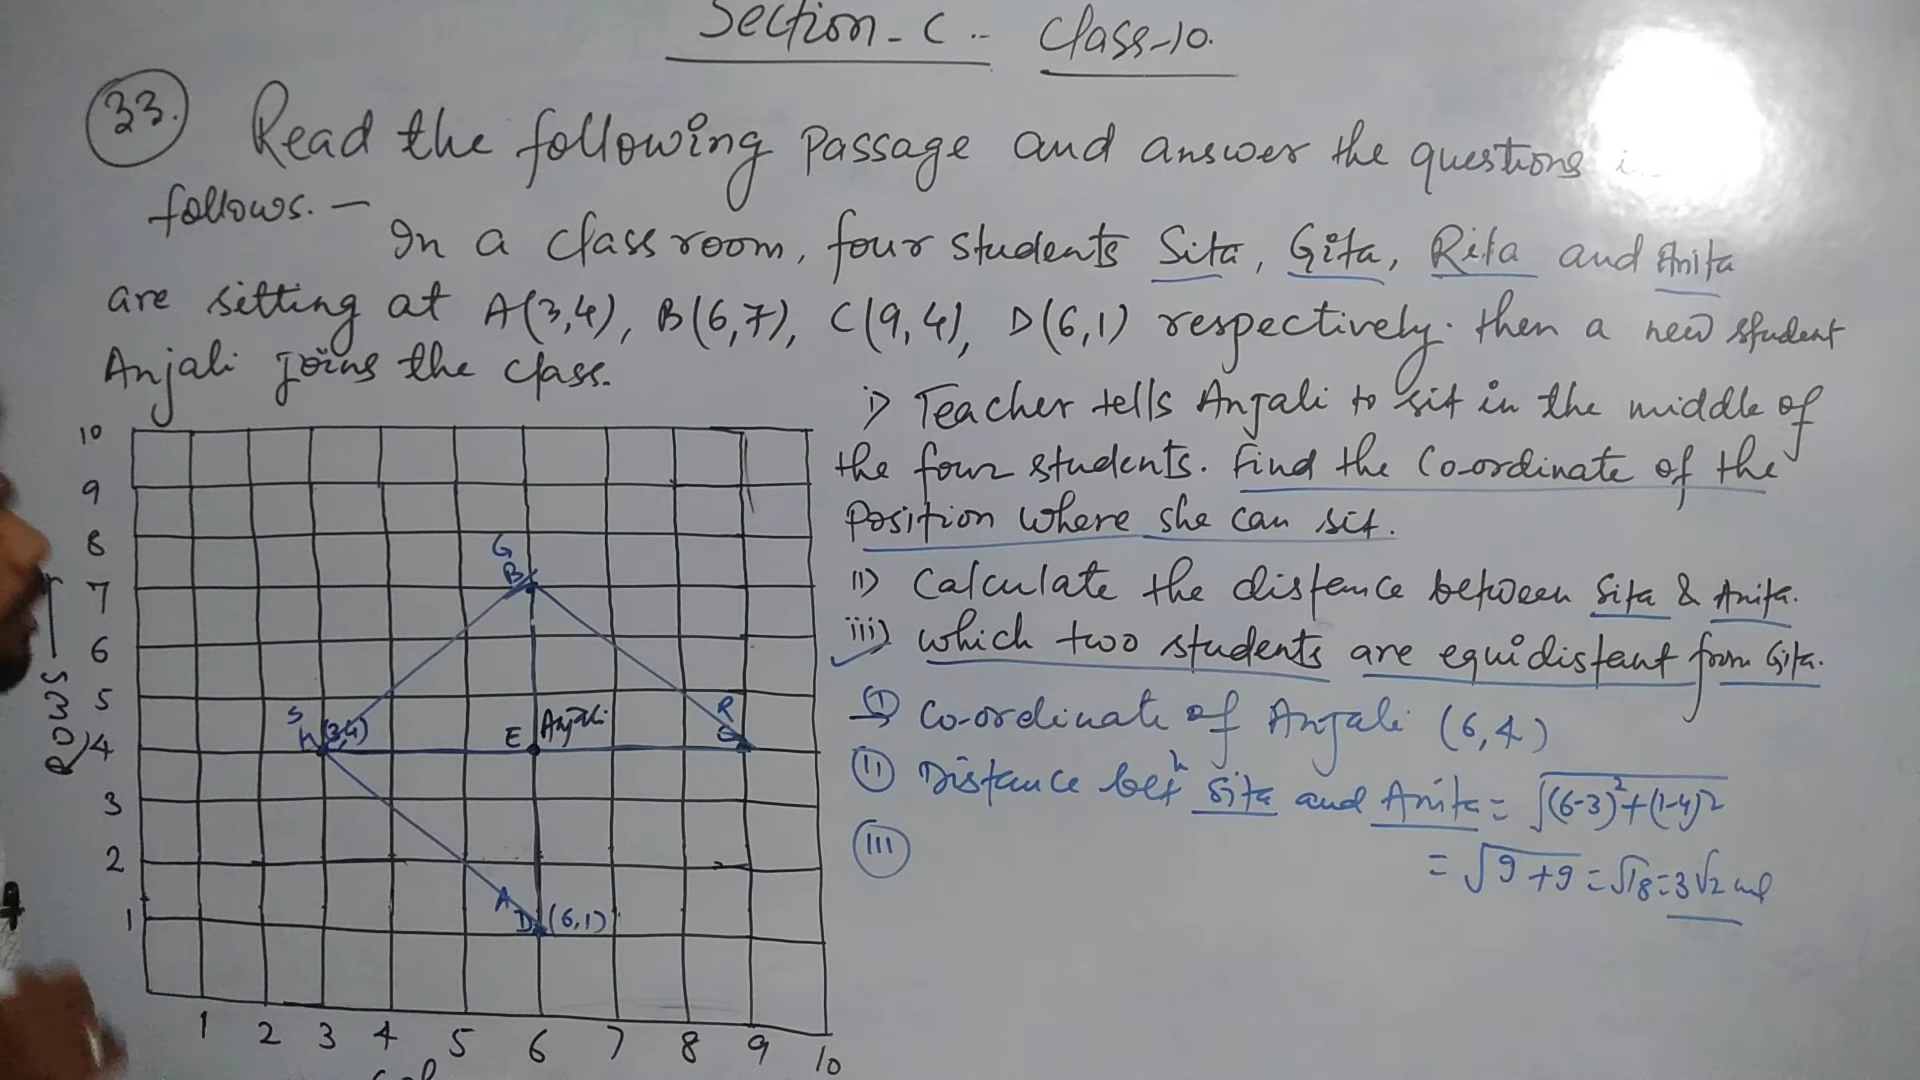 Section-C.. Class-10.
33. Read the following passage and answer the questions
follows. —
In a class room, four students Sita, Gita, Rita and Anita
are sitting at A(3,4), B(6,7), C(9,4), D(6,1) respectively. then a new student
Anjali joins the class.
i) Teacher tells Anjali to sit in the middle of
the four students. Find the Co-ordinate of the
position where she can sit.
ii) Calculate the distance between Sita & Anita.
iii) which two students are equidistant from Gita.
(I) Co-ordinate of Anjali (6,4)
(II) Distance betn Sita and Anita = √(6-3)²+(1-4)²
= √9+9 = √18 = 3√2
(III)
10
9
8
7
6
5
4
3
2
1
Rows
G
B
S
(3,4)
E
Anjali
R
C
A
D
(6,1)
1 2 3 4 5 6 7 8 9 10